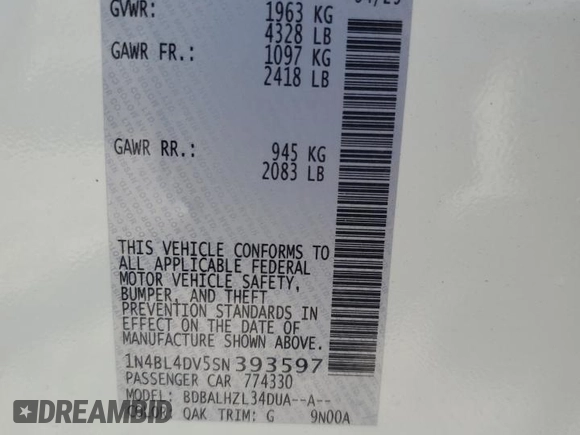 GVWR: 1963 KG
4328 LB
GAWR FR.: 1097 KG
2418 LB
GAWR RR.: 945 KG
2083 LB
THIS VEHICLE CONFORMS TO
ALL APPLICABLE FEDERAL
MOTOR VEHICLE SAFETY,
BUMPER, AND THEFT
PREVENTION STANDARDS IN
EFFECT ON THE DATE OF
MANUFACTURE SHOWN ABOVE.
1N4BL4DV5SN393597
PASSENGER CAR 774330
MODEL: BDBALHZL34DUA--A--
COLOR: QAK TRIM: G 9N00A
DREAMBID